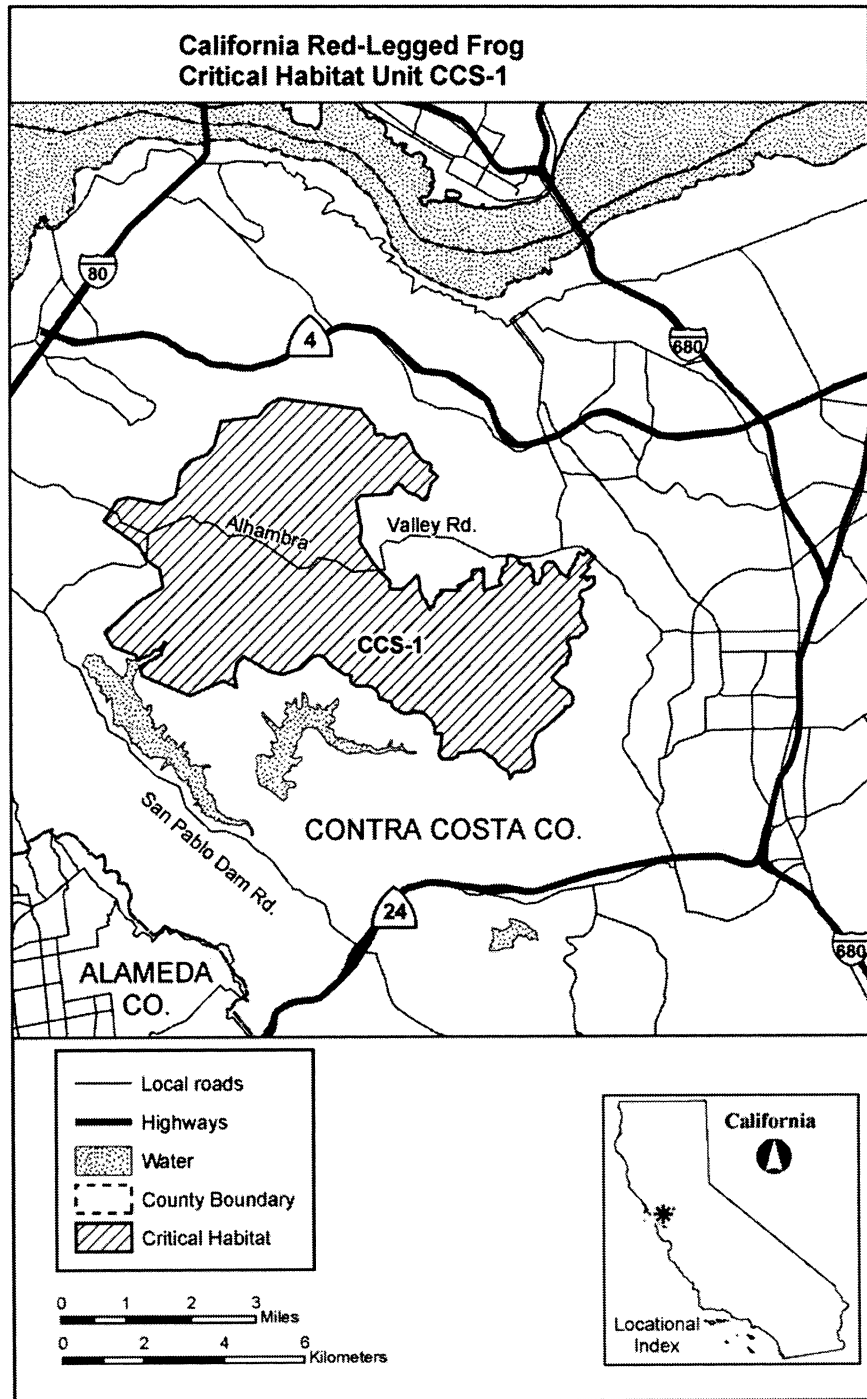 California Red-Legged Frog
Critical Habitat Unit CCS-1
80
4
680
Alhambra
Valley Rd.
CCS-1
San Pablo Dam Rd.
CONTRA COSTA CO.
24
680
ALAMEDA
CO.
Local roads
Highways
Water
County Boundary
Critical Habitat
0 1 2 3 Miles
0 2 4 6 Kilometers
California
Locational
Index